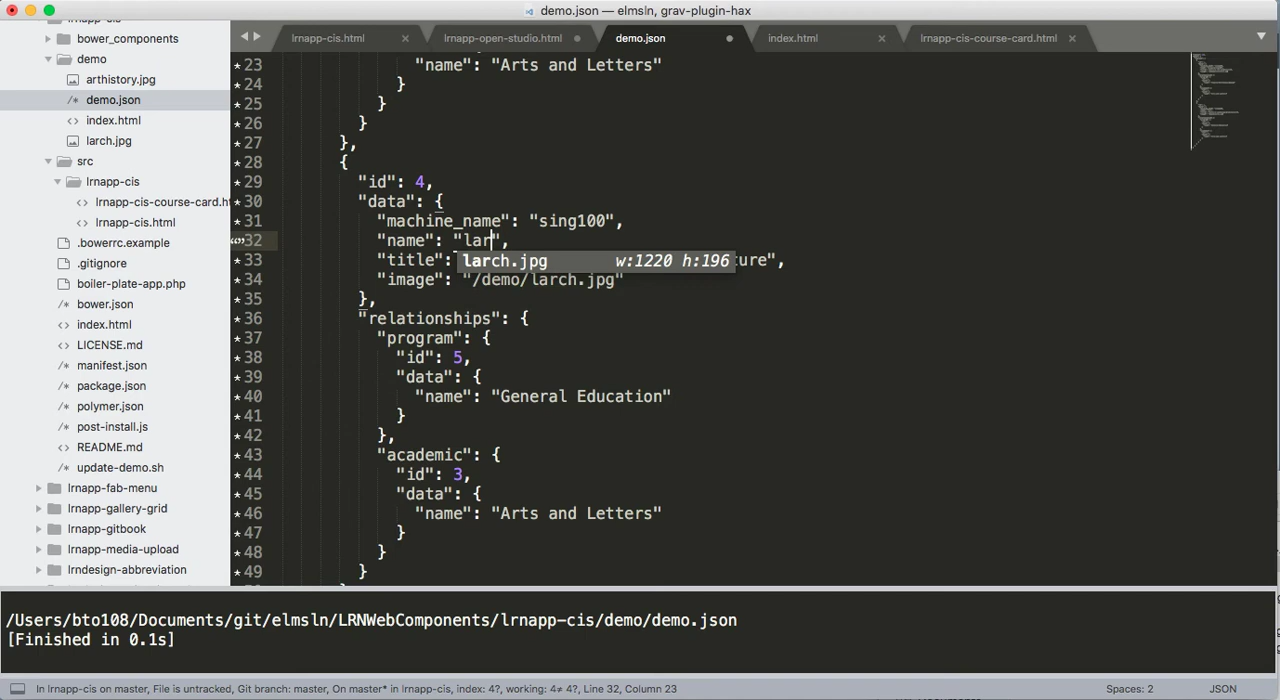 demo.json — elmsln, grav-plugin-hax
lrnapp-cis.html
lrnapp-open-studio.html
demo.json
index.html
lrnapp-cis-course-card.html
lrnapp-cis
bower_components
demo
arthistory.jpg
demo.json
index.html
larch.jpg
src
lrnapp-cis
lrnapp-cis-course-card.h
lrnapp-cis.html
.bowerrc.example
.gitignore
boiler-plate-app.php
bower.json
index.html
LICENSE.md
manifest.json
package.json
polymer.json
post-install.js
README.md
update-demo.sh
lrnapp-fab-menu
lrnapp-gallery-grid
lrnapp-gitbook
lrnapp-media-upload
lrndesign-abbreviation
23 "name": "Arts and Letters"
24 }
25 }
26 }
27 },
28 {
29 "id": 4,
30 "data": {
31 "machine_name": "sing100",
32 "name": "lar",
33 "title": ture",
larch.jpg w:1220 h:196
34 "image": "/demo/larch.jpg"
35 },
36 "relationships": {
37 "program": {
38 "id": 5,
39 "data": {
40 "name": "General Education"
41 }
42 },
43 "academic": {
44 "id": 3,
45 "data": {
46 "name": "Arts and Letters"
47 }
48 }
49 }
/Users/bto108/Documents/git/elmsln/LRNWebComponents/lrnapp-cis/demo/demo.json
[Finished in 0.1s]
In lrnapp-cis on master, File is untracked, Git branch: master, On master* in lrnapp-cis, index: 4?, working: 4≠ 4?, Line 32, Column 23
Spaces: 2
JSON